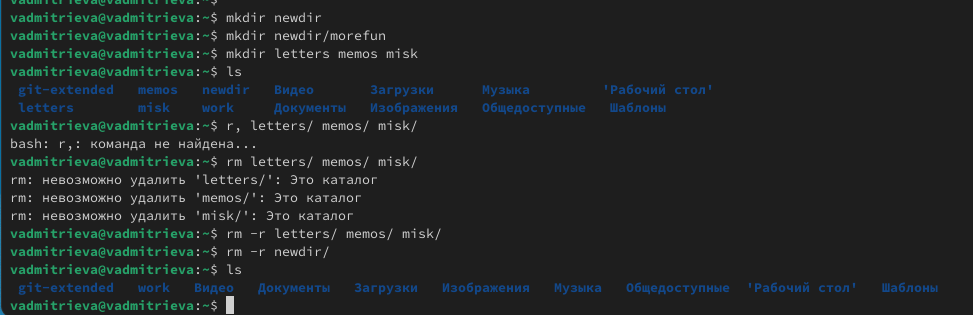 vadmitrieva@vadmitrieva:~$ mkdir newdir
vadmitrieva@vadmitrieva:~$ mkdir newdir/morefun
vadmitrieva@vadmitrieva:~$ mkdir letters memos misk
vadmitrieva@vadmitrieva:~$ ls
git-extended memos newdir Видео Загрузки Музыка 'Рабочий стол'
letters misk work Документы Изображения Общедоступные Шаблоны
vadmitrieva@vadmitrieva:~$ r, letters/ memos/ misk/
bash: r,: команда не найдена...
vadmitrieva@vadmitrieva:~$ rm letters/ memos/ misk/
rm: невозможно удалить 'letters/': Это каталог
rm: невозможно удалить 'memos/': Это каталог
rm: невозможно удалить 'misk/': Это каталог
vadmitrieva@vadmitrieva:~$ rm -r letters/ memos/ misk/
vadmitrieva@vadmitrieva:~$ rm -r newdir/
vadmitrieva@vadmitrieva:~$ ls
git-extended work Видео Документы Загрузки Изображения Музыка Общедоступные 'Рабочий стол' Шаблоны
vadmitrieva@vadmitrieva:~$